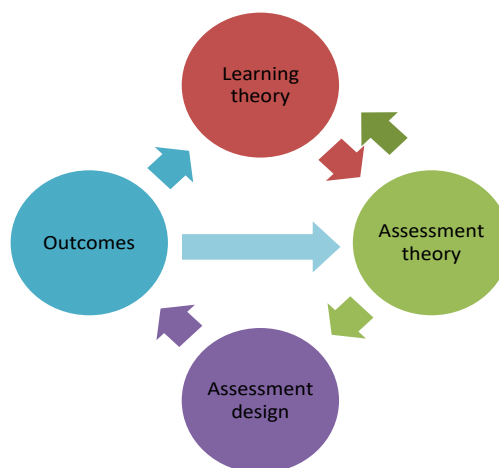 Learning
theory
Outcomes
Assessment
theory
Assessment
design